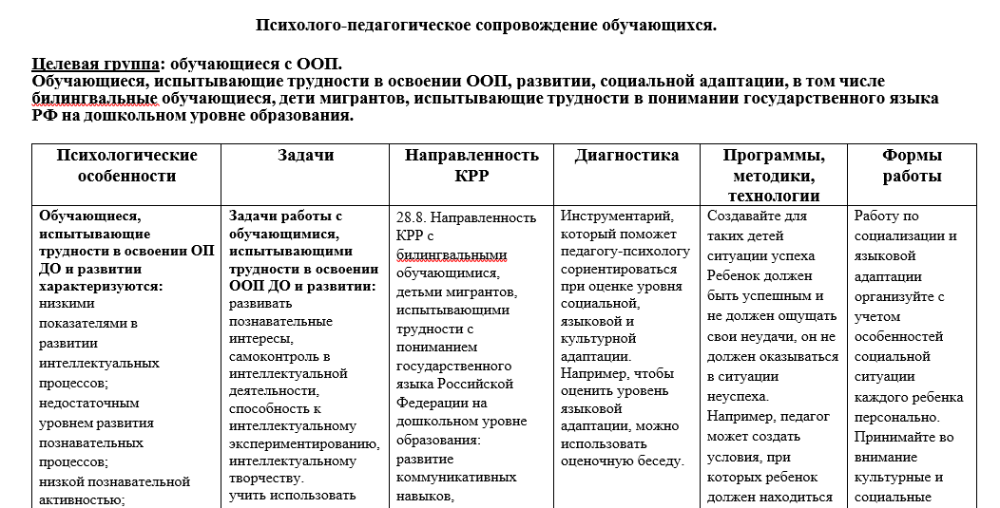 Психолого-педагогическое сопровождение обучающихся.
Целевая группа: обучающиеся с ООП.
Обучающиеся, испытывающие трудности в освоении ООП, развитии, социальной адаптации, в том числе
билингвальные обучающиеся, дети мигрантов, испытывающие трудности в понимании государственного языка
РФ на дошкольном уровне образования.
Психологические
особенности
Задачи
Направленность
КРР
Диагностика
Программы,
методики,
технологии
Формы
работы
Обучающиеся,
испытывающие
трудности в освоении ОП
ДО и развитии
характеризуются:
низкими
показателями в
развитии
интеллектуальных
процессов;
недостаточным
уровнем развития
познавательных
процессов;
низкой познавательной
активностью;
Задачи работы с
обучающимися,
испытывающими
трудности в освоении
ООП ДО и развитии:
развивать
познавательные
интересы,
самоконтроль в
интеллектуальной
деятельности,
способность к
интеллектуальному
экспериментированию,
интеллектуальному
творчеству.
учить использовать
28.8. Направленность
КРР с
билингвальными
обучающимися,
детьми мигрантов,
испытывающими
трудности с
пониманием
государственного
языка Российской
Федерации на
дошкольном уровне
образования:
развитие
коммуникативных
навыков,
Инструментарий,
который поможет
педагогу-психологу
сориентироваться
при оценке уровня
социальной,
языковой и
культурной
адаптации.
Например, чтобы
оценить уровень
языковой
адаптации, можно
использовать
оценочную беседу.
Создавайте для
таких детей
ситуации успеха
Ребенок должен
быть успешным и
не должен ощущать
свои неудачи, он не
должен оказываться
в ситуации
неуспеха.
Например, педагог
может создать
условия, при
которых ребенок
должен находиться
Работу по
социализации и
языковой
адаптации
организуйте с
учетом
особенностей
социальной
ситуации
каждого ребенка
персонально.
Принимайте во
внимание
культурные и
социальные